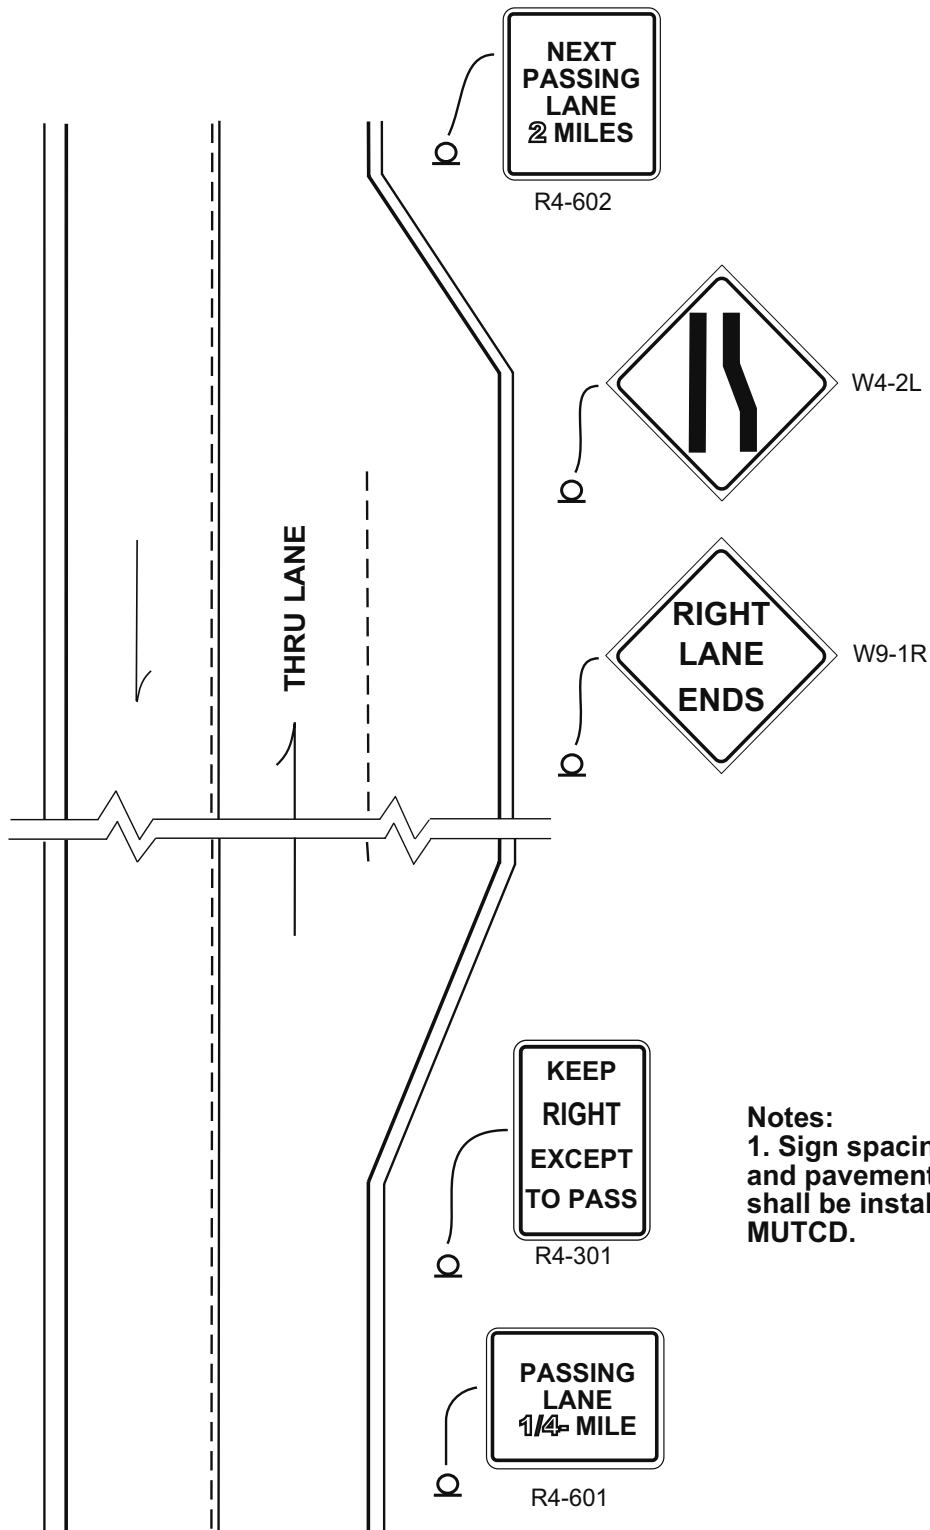 NEXT
PASSING
LANE
2 MILES
R4-602
W4-2L
THRU LANE
RIGHT
LANE
ENDS
W9-1R
KEEP
RIGHT
EXCEPT
TO PASS
R4-301
Notes:
1. Sign spacin
and pavement
shall be instal
MUTCD.
PASSING
LANE
1/4- MILE
R4-601